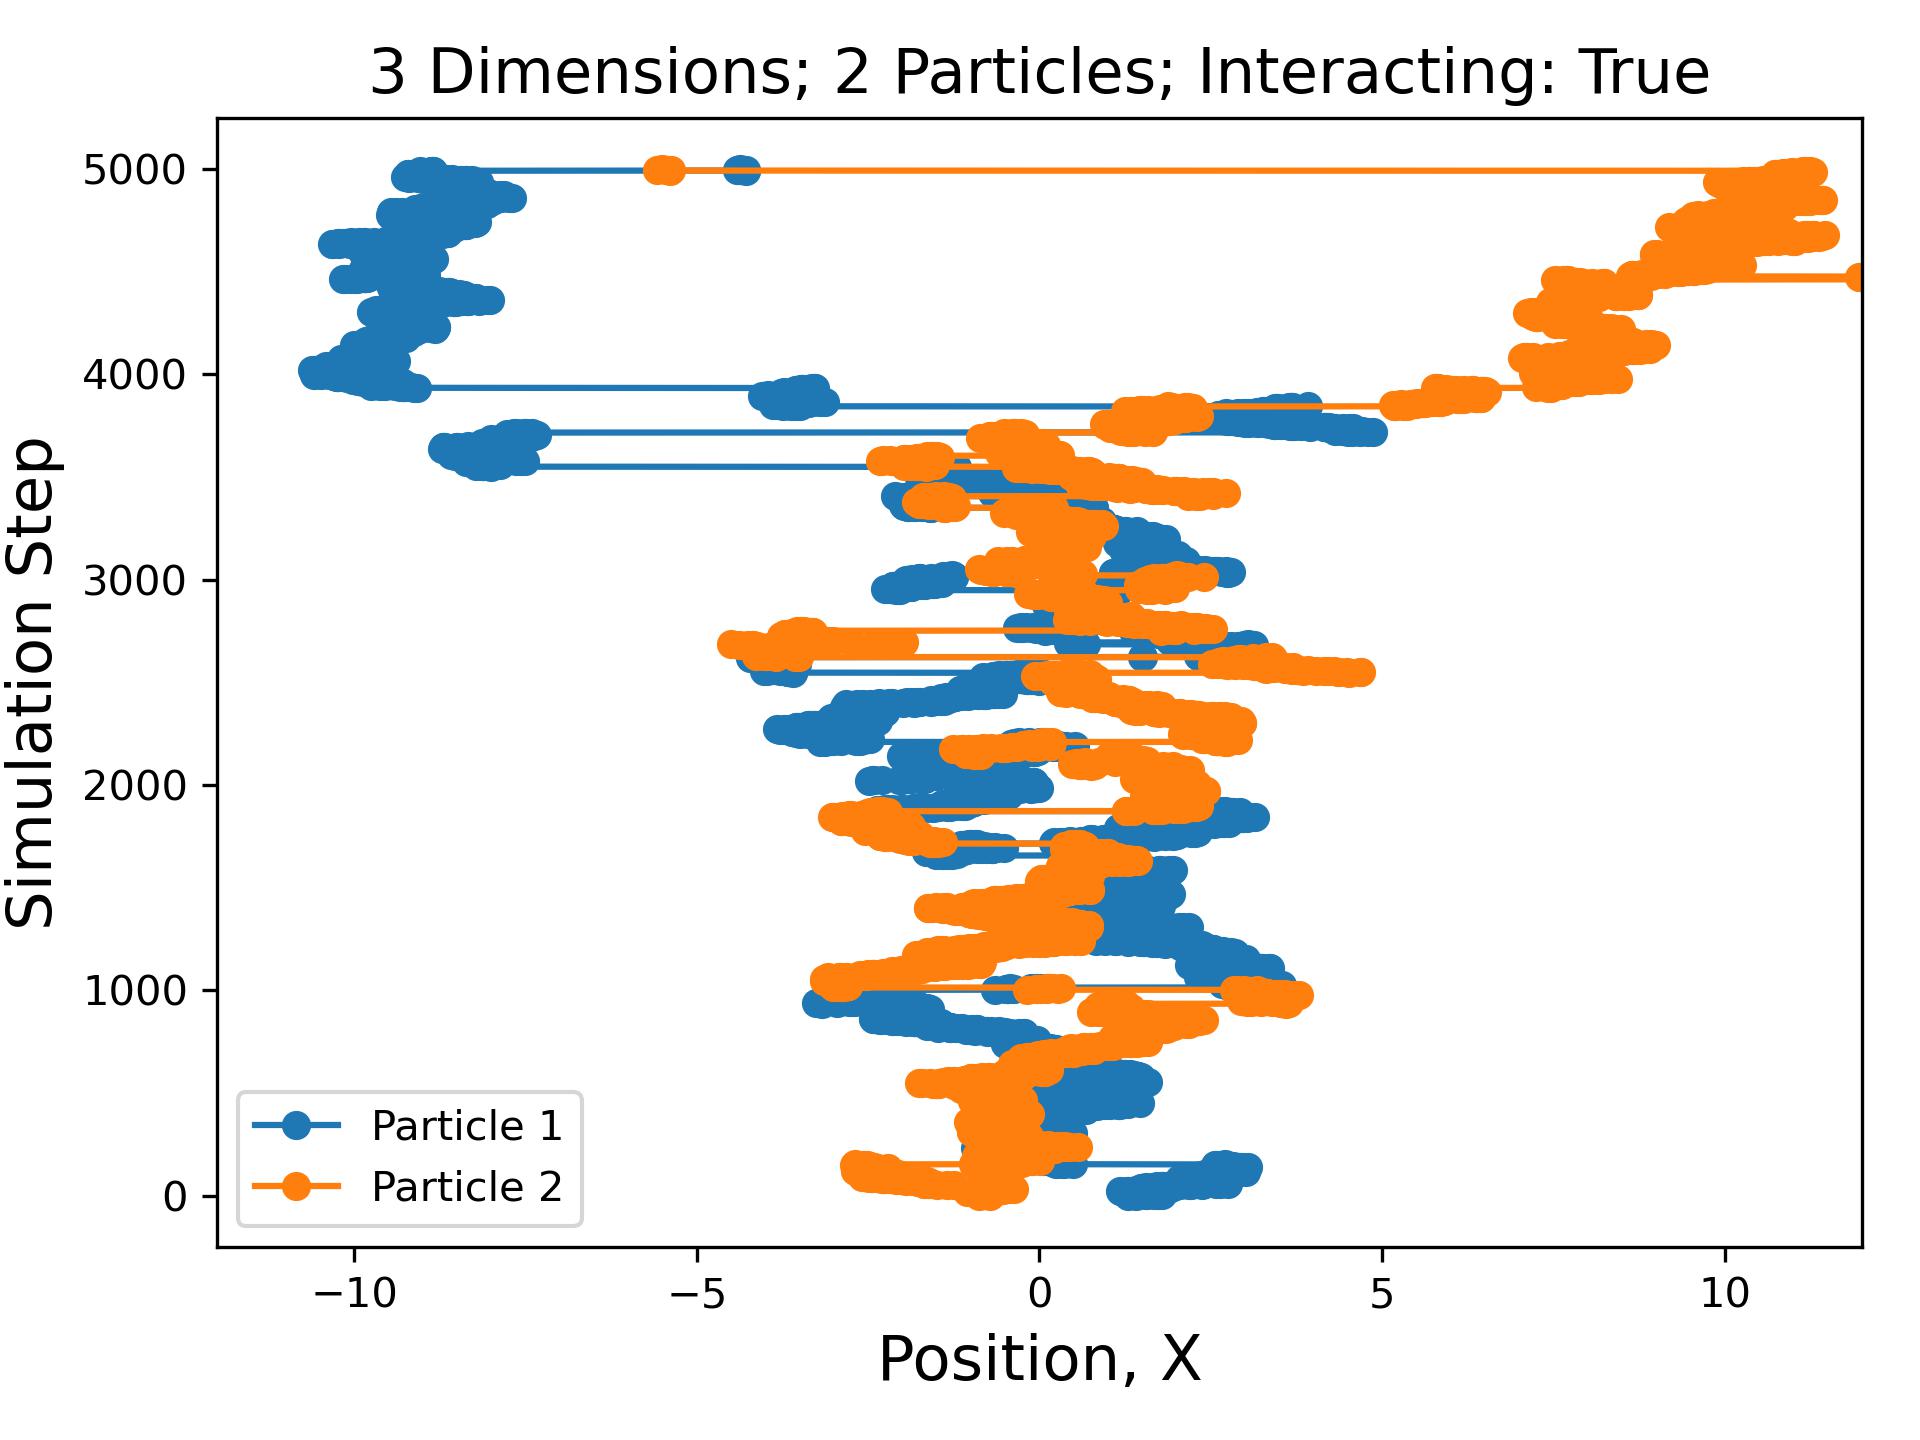 3 Dimensions; 2 Particles; Interacting: True
Simulation Step
5000
4000
3000
2000
1000
0
Particle 1
Particle 2
−10
−5
0
5
10
Position, X